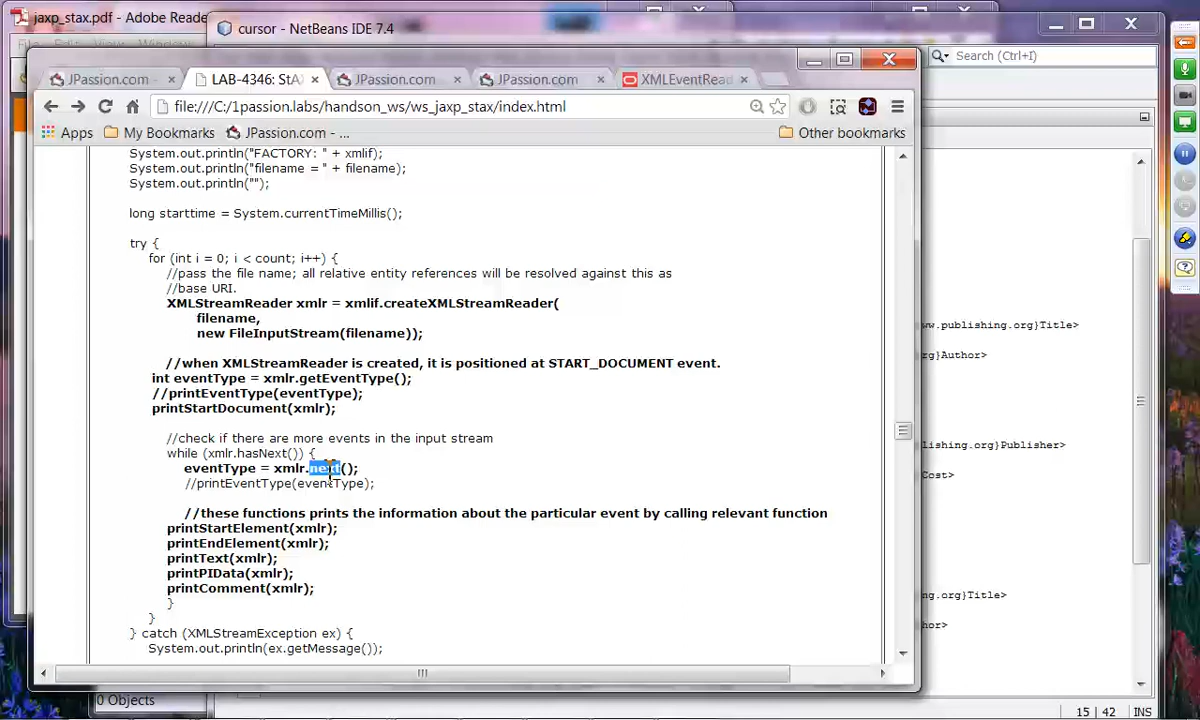 jaxp_stax.pdf - Adobe Reade
cursor - NetBeans IDE 7.4
Search (Ctrl+I)
JPassion.com -
LAB-4346: StA
JPassion.com
JPassion.com
XMLEventRead
file:///C:/1passion.labs/handson_ws/ws_jaxp_stax/index.html
Apps
My Bookmarks
JPassion.com - ...
Other bookmarks
System.out.println("FACTORY: " + xmlif);
System.out.println("filename = " + filename);
System.out.println("");
long starttime = System.currentTimeMillis();
try {
for (int i = 0; i < count; i++) {
//pass the file name; all relative entity references will be resolved against this as
//base URI.
XMLStreamReader xmlr = xmlif.createXMLStreamReader(
filename,
new FileInputStream(filename));
//when XMLStreamReader is created, it is positioned at START_DOCUMENT event.
int eventType = xmlr.getEventType();
//printEventType(eventType);
printStartDocument(xmlr);
//check if there are more events in the input stream
while (xmlr.hasNext()) {
eventType = xmlr.next();
//printEventType(eventType);
//these functions prints the information about the particular event by calling relevant function
printStartElement(xmlr);
printEndElement(xmlr);
printText(xmlr);
printPIData(xmlr);
printComment(xmlr);
}
}
} catch (XMLStreamException ex) {
System.out.println(ex.getMessage());
ww.publishing.org}Title>
rg}Author>
blishing.org}Publisher>
Cost>
ng.org}Title>
hor>
0 Objects
15 | 42
INS